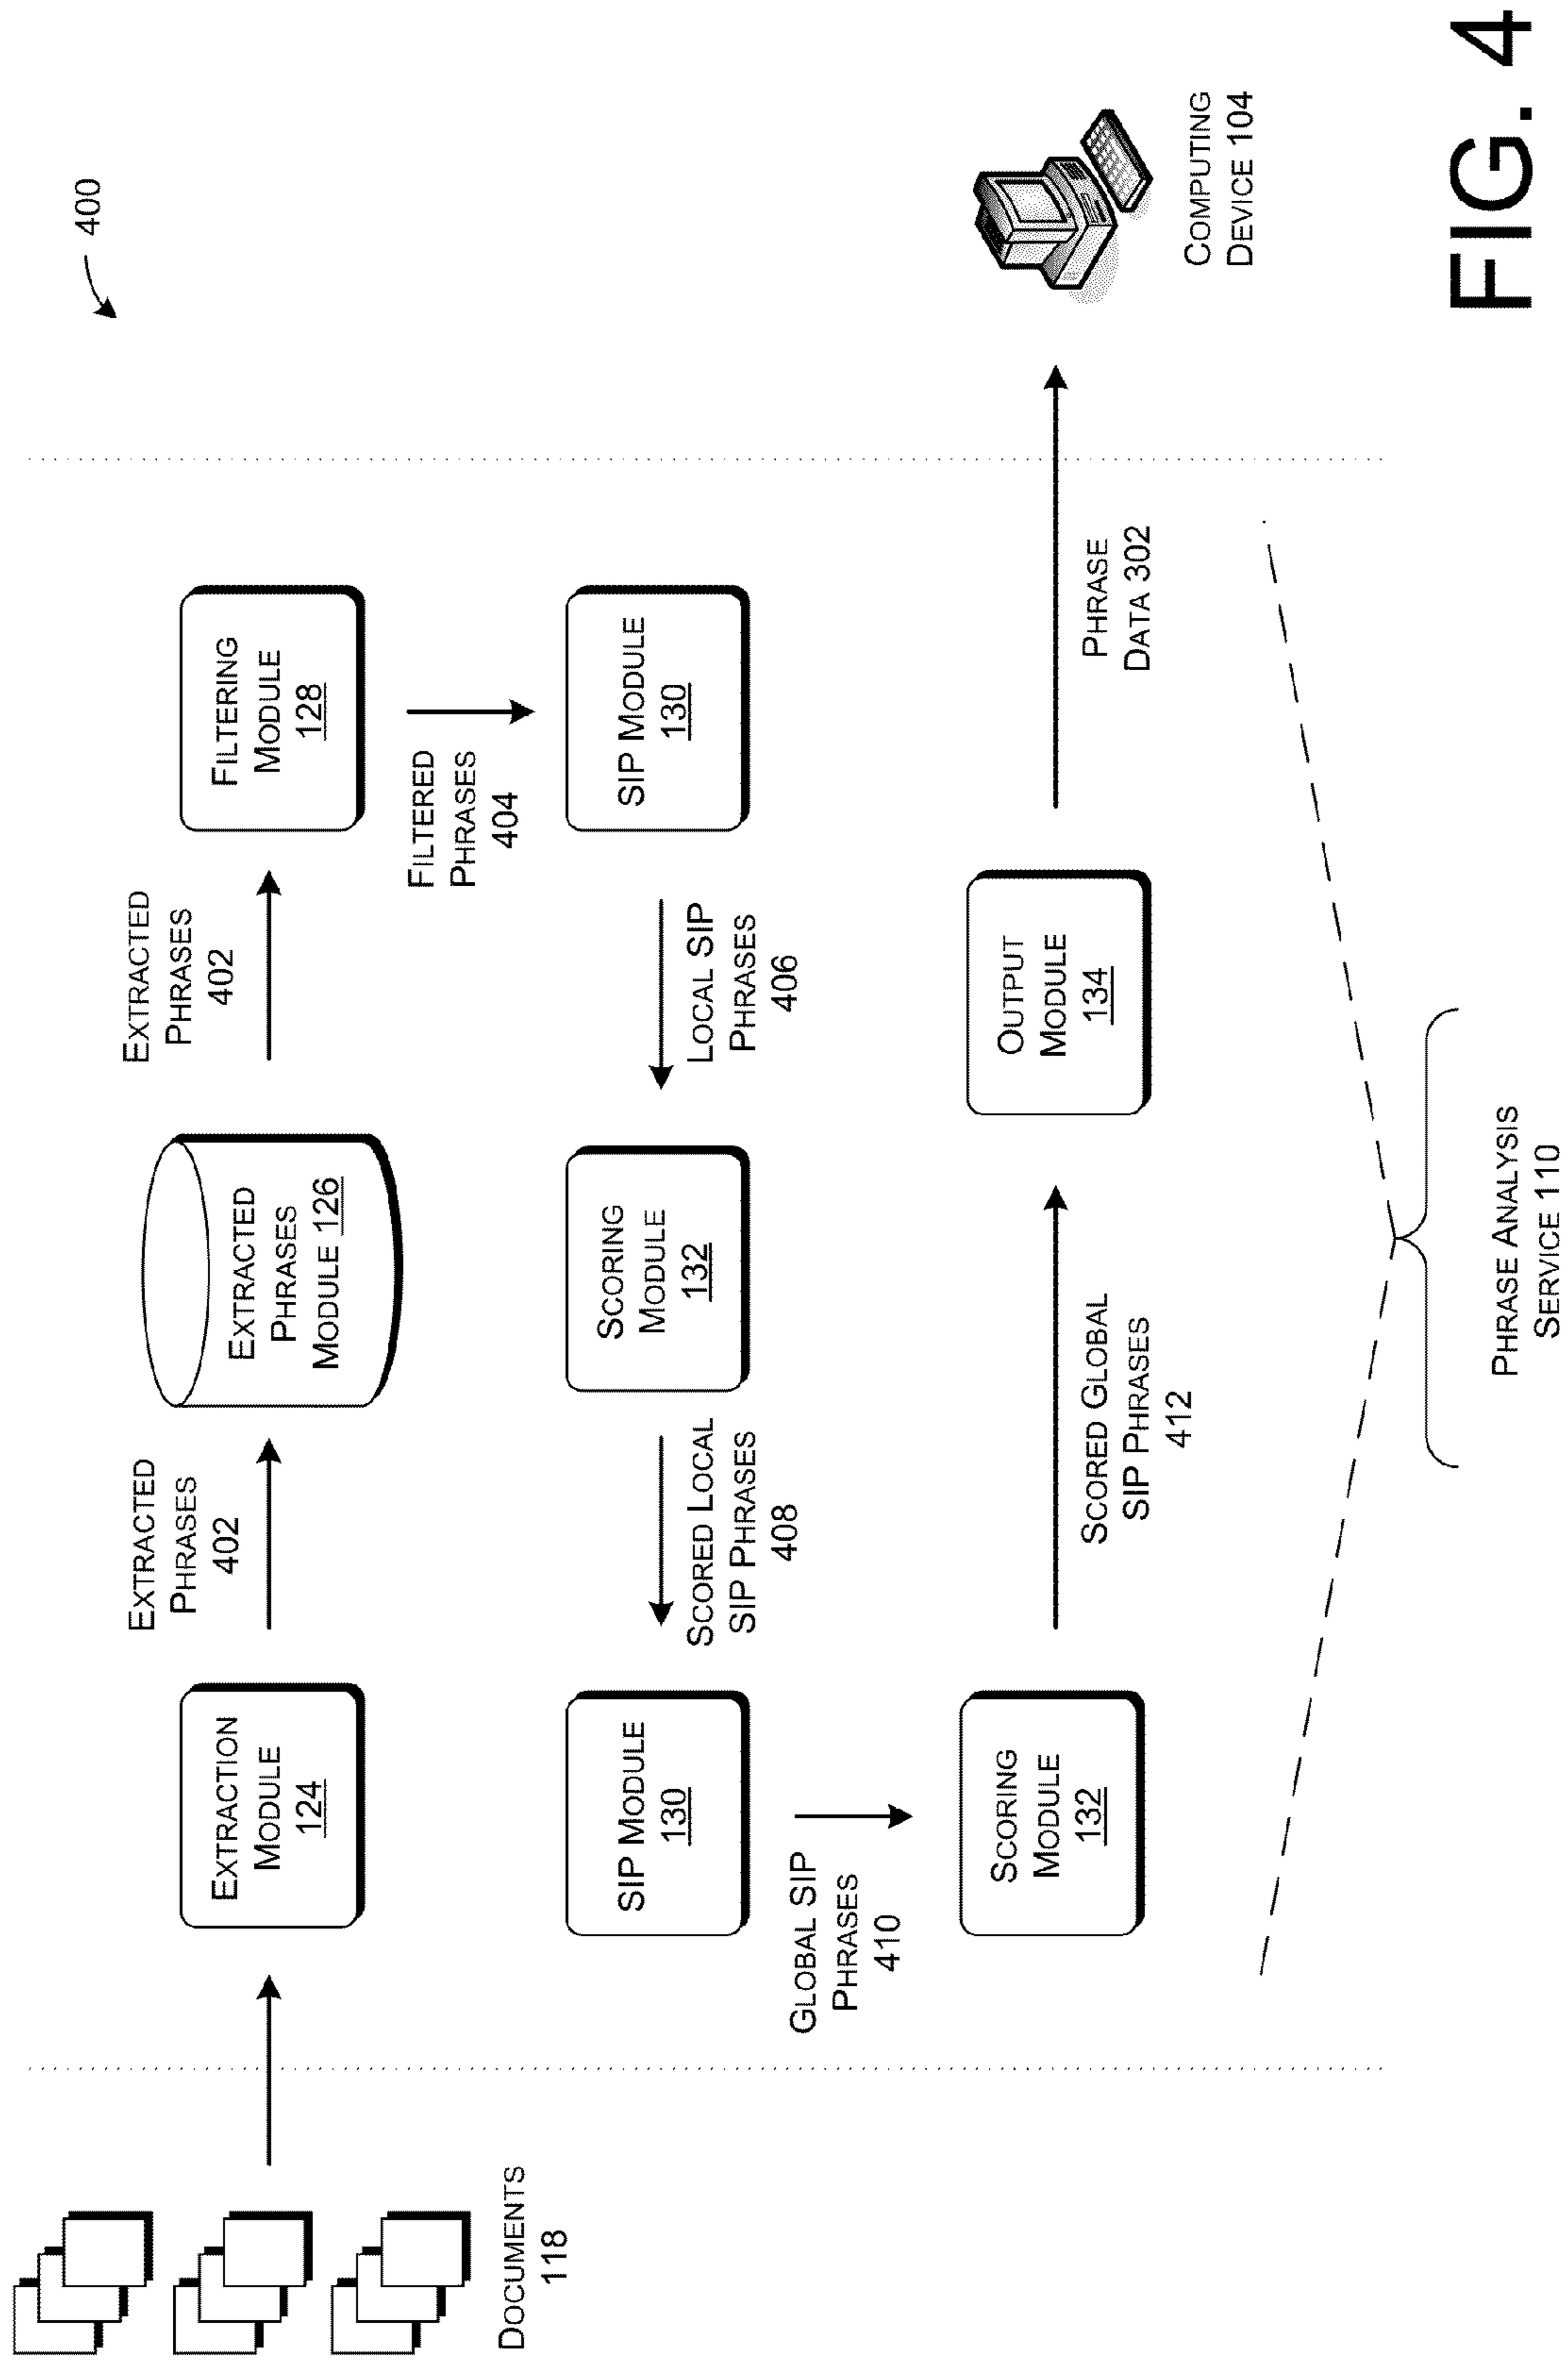 400
DOCUMENTS
118
EXTRACTION
MODULE
124
EXTRACTED
PHRASES
402
EXTRACTED
PHRASES
MODULE 126
EXTRACTED
PHRASES
402
FILTERING
MODULE
128
FILTERED
PHRASES
404
SIP MODULE
130
LOCAL SIP
PHRASES
406
SCORING
MODULE
132
SCORED LOCAL
SIP PHRASES
408
SIP MODULE
130
GLOBAL SIP
PHRASES
410
SCORING
MODULE
132
SCORED GLOBAL
SIP PHRASES
412
OUTPUT
MODULE
134
PHRASE
DATA 302
COMPUTING
DEVICE 104
PHRASE ANALYSIS
SERVICE 110
FIG. 4